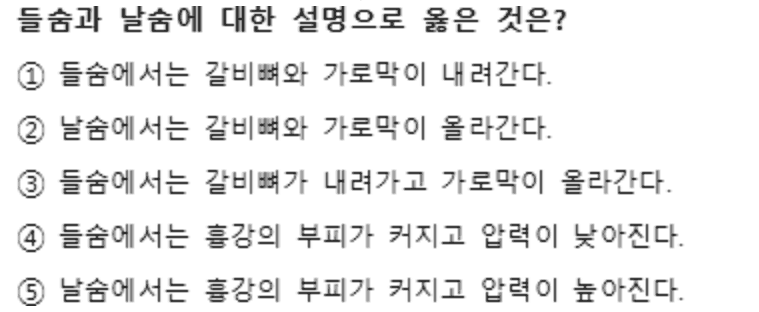 들숨과 날숨에 대한 설명으로 옳은 것은?
① 들숨에서는 갈비뼈와 가로막이 내려간다.
② 날숨에서는 갈비뼈와 가로막이 올라간다.
③ 들숨에서는 갈비뼈가 내려가고 가로막이 올라간다.
④ 들숨에서는 흉강의 부피가 커지고 압력이 낮아진다.
⑤ 날숨에서는 흉강의 부피가 커지고 압력이 높아진다.